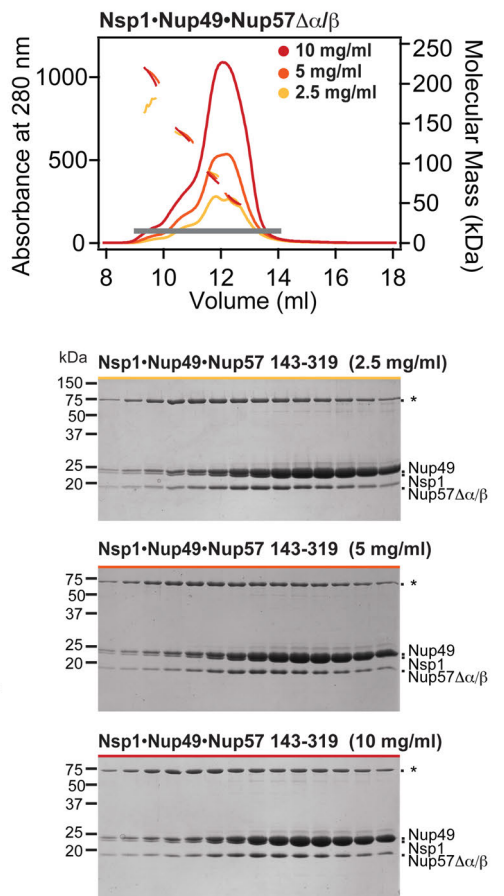 Nsp1•Nup49•Nup57Δα/β
Absorbance at 280 nm
1000
500
0
10 mg/ml
5 mg/ml
2.5 mg/ml
250
200
150
100
50
0
Molecular Mass (kDa)
8 10 12 14 16 18
Volume (ml)
kDa
Nsp1•Nup49•Nup57 143-319 (2.5 mg/ml)
150
75
50
37
25
20
*
Nup49
Nsp1
Nup57Δα/β
Nsp1•Nup49•Nup57 143-319 (5 mg/ml)
75
50
37
25
20
*
Nup49
Nsp1
Nup57Δα/β
Nsp1•Nup49•Nup57 143-319 (10 mg/ml)
75
50
37
25
20
*
Nup49
Nsp1
Nup57Δα/β